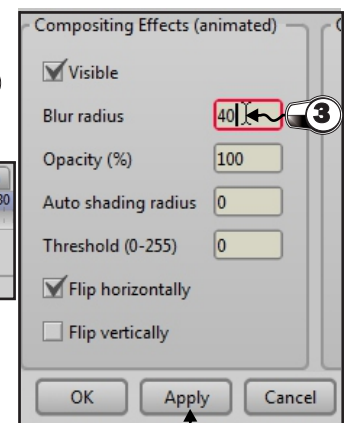 Compositing Effects (animated)
Visible
Blur radius 40 3
Opacity (%) 100
Auto shading radius 0
Threshold (0-255) 0
Flip horizontally
Flip vertically
OK Apply Cancel